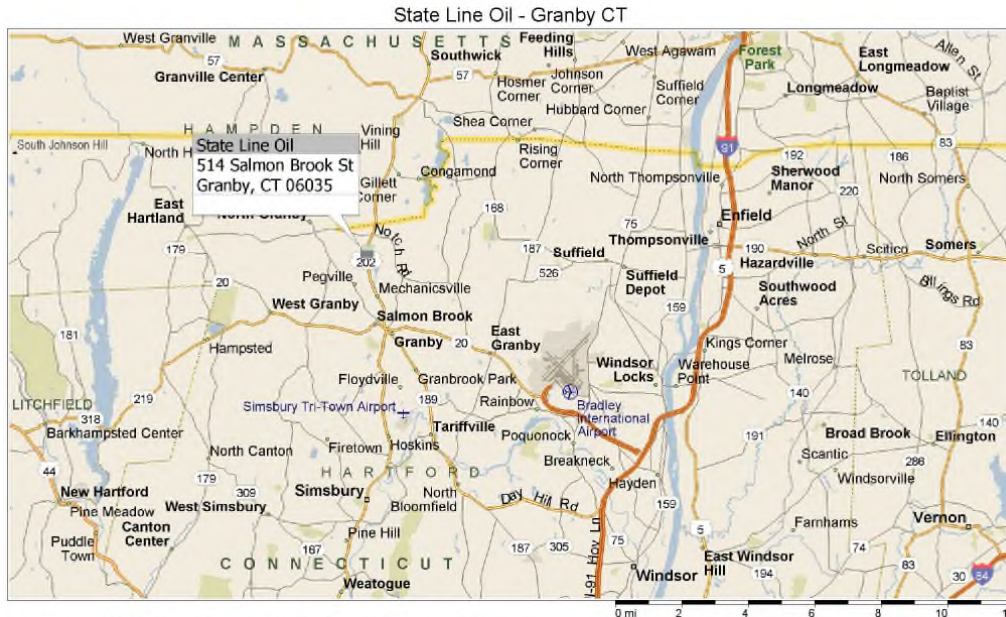 State Line Oil - Granby CT
West Granville
MASSACHUSETTS
Feeding
Hills
West Agawam
Forest
Park
East
Longmeadow
Allen St
57
Granville Center
Southwick
57
Hosmer
Corner
Johnson
Corner
Suffield
Corner
Longmeadow
Baptist
Village
Hubbard Corner
HAMPDEN
Vining
Hill
Shea Corner
Rising
Corner
91
192
186
83
South Johnson Hill
North H
State Line Oil
514 Salmon Brook St
Granby, CT 06035
Gillett
Corner
Congamond
North Thompsonville
Sherwood
Manor
220
North Somers
East
Hartland
North Granby
Notch Rd
168
75
Enfield
179
187
Suffield
Thompsonville
190
North St
Scitico
Somers
202
526
Suffield
Depot
5
Hazardville
20
Pegville
Mechanicsville
159
Southwood
Acres
Billings Rd
West Granby
Salmon Brook
181
Hampsted
Granby
20
East
Granby
Kings Corner
83
Windsor
Locks
Warehouse
Point
Melrose
TOLLAND
Floydville
Granbrook Park
219
LITCHFIELD
318
Simsbury Tri-Town Airport
189
Rainbow
Bradley
International
Airport
140
Barkhampsted Center
Tariffville
Poquonock
191
Broad Brook
Ellington
140
Firetown
Hoskins
North Canton
Breakneck
Scantic
286
44
HARTFORD
Hayden
Windsorville
179
309
Simsbury
North
Bloomfield
Day Hill Rd
159
New Hartford
West Simsbury
Pine Meadow
Canton
Center
Pine Hill
5
Farnhams
Vernon
Puddle
Town
167
187
305
I-91 Hov Ln
75
74
CONNECTICUT
East Windsor
Hill
Weatogue
Windsor
194
30
84
0 mi
2
4
6
8
10